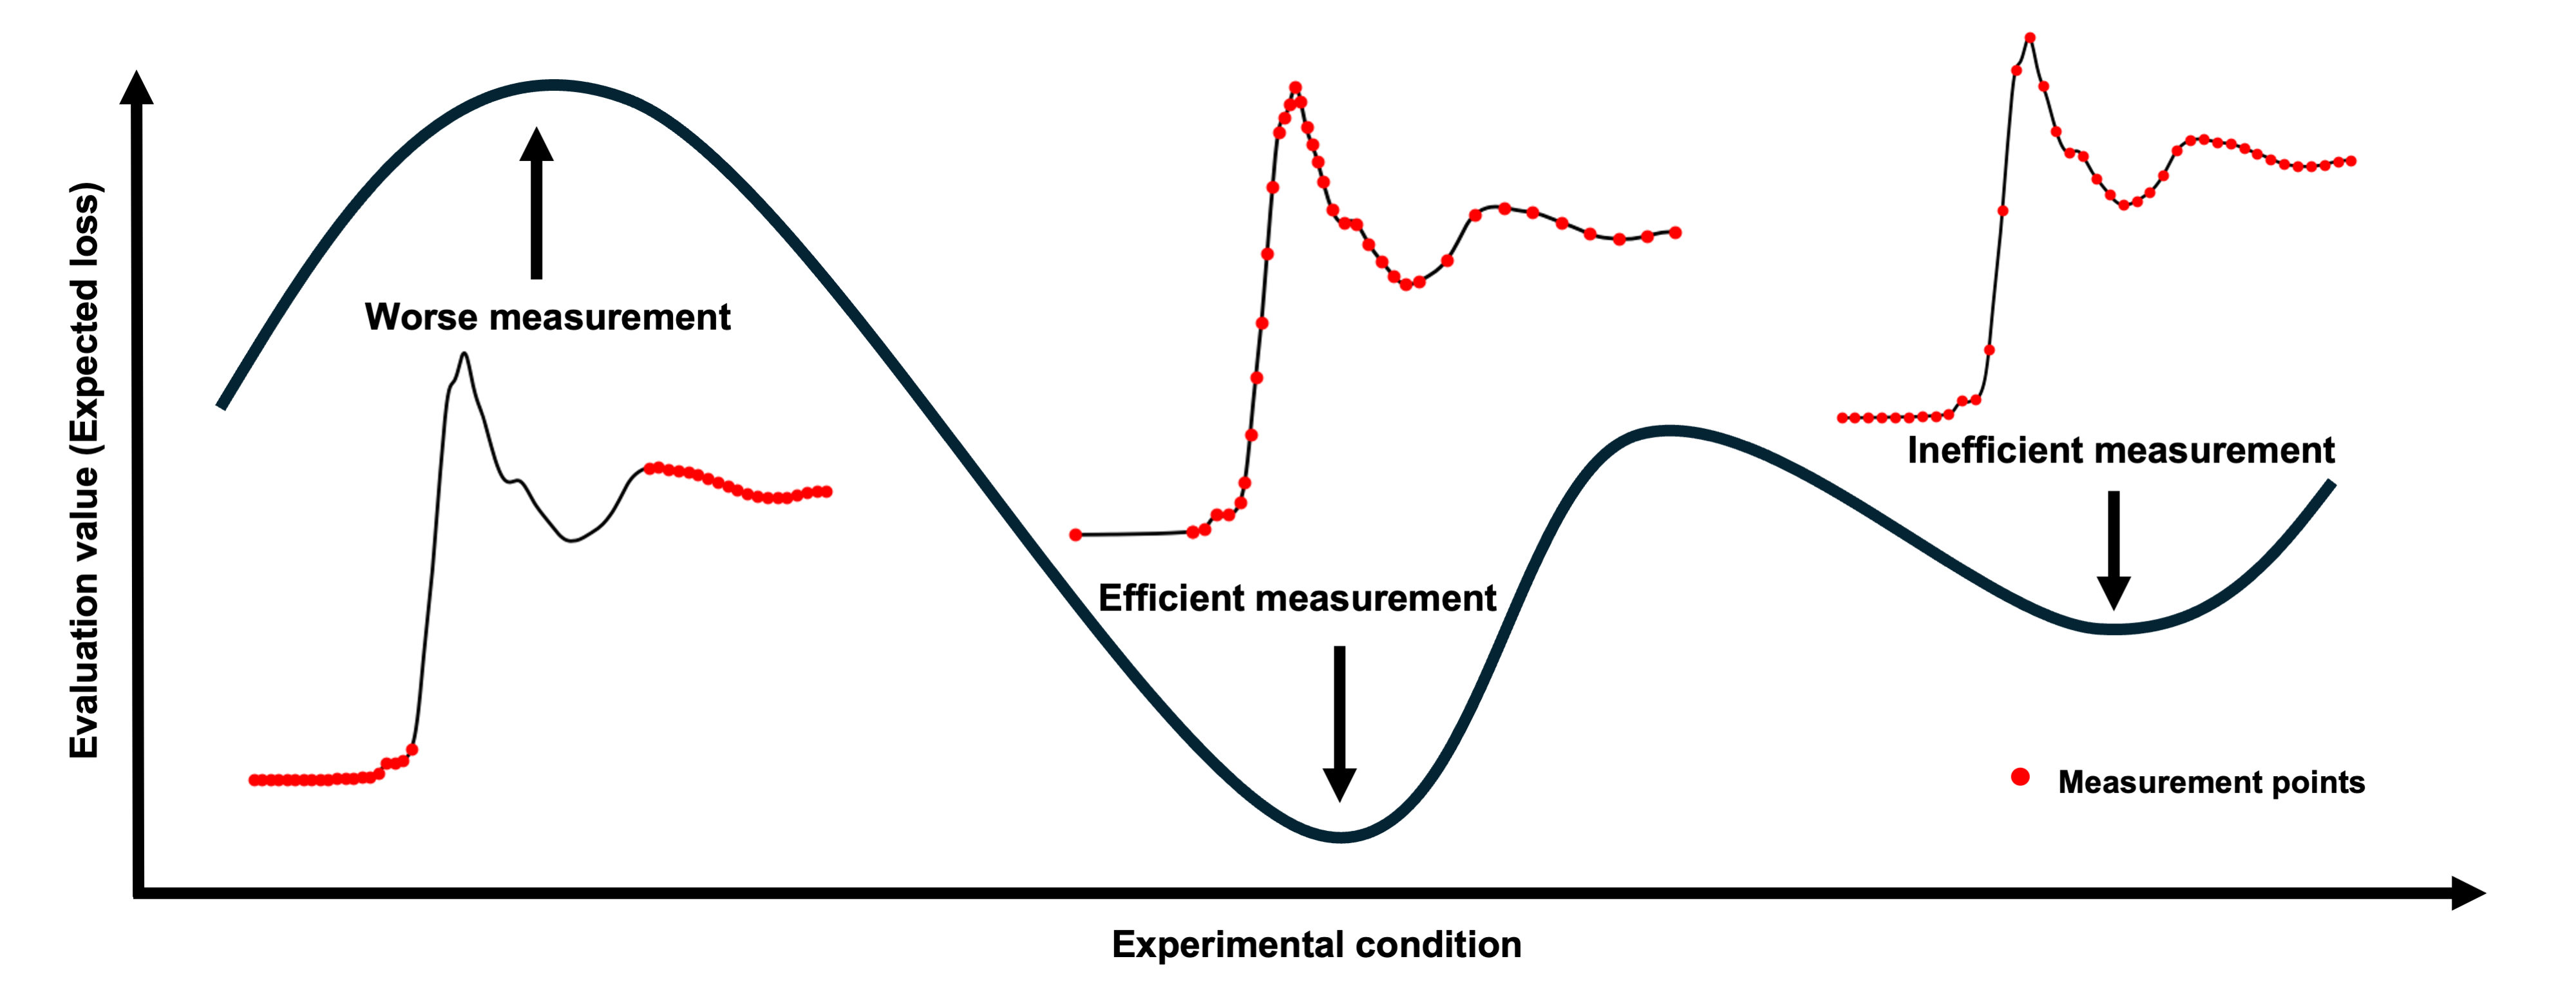 Evaluation value (Expected loss)
Worse measurement
Efficient measurement
Inefficient measurement
Measurement points
Experimental condition